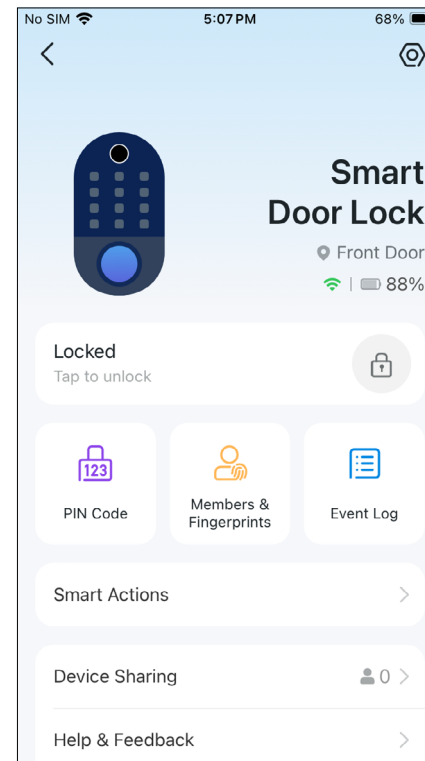 No SIM 5:07 PM 68%
Smart
Door Lock
Front Door
88%
Locked
Tap to unlock
123
PIN Code
Members &
Fingerprints
Event Log
Smart Actions
Device Sharing 0
Help & Feedback